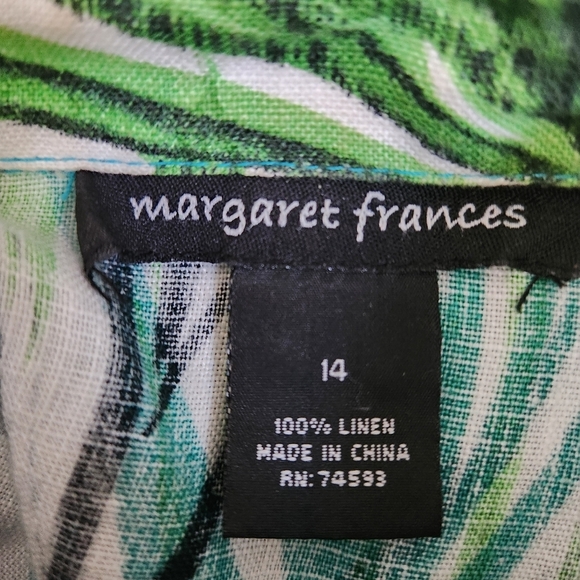 margaret frances
14
100% LINEN
MADE IN CHINA
RN: 74593